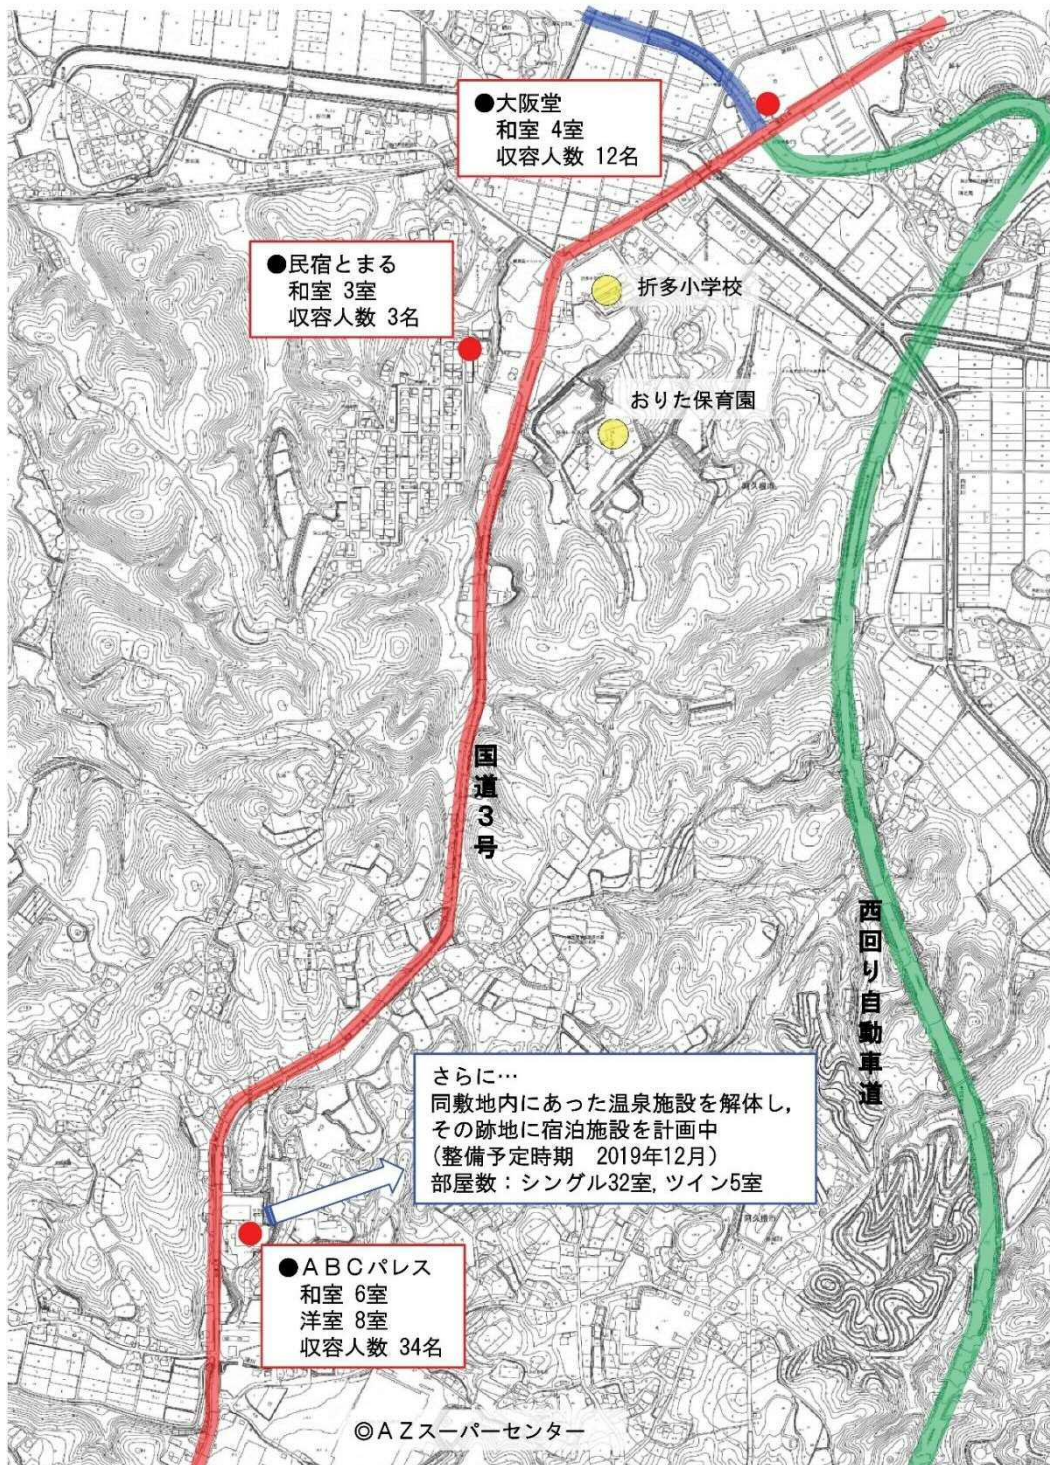 ●大阪堂
和室 4室
収容人数 12名
●民宿とまる
和室 3室
収容人数 3名
折多小学校
おりた保育園
国道３号
西回り自動車道
さらに…
同敷地内にあった温泉施設を解体し，
その跡地に宿泊施設を計画中
(整備予定時期　2019年12月)
部屋数：シングル32室, ツイン5室
●ＡＢＣパレス
和室 6室
洋室 8室
収容人数 34名
◎ＡＺスーパーセンター